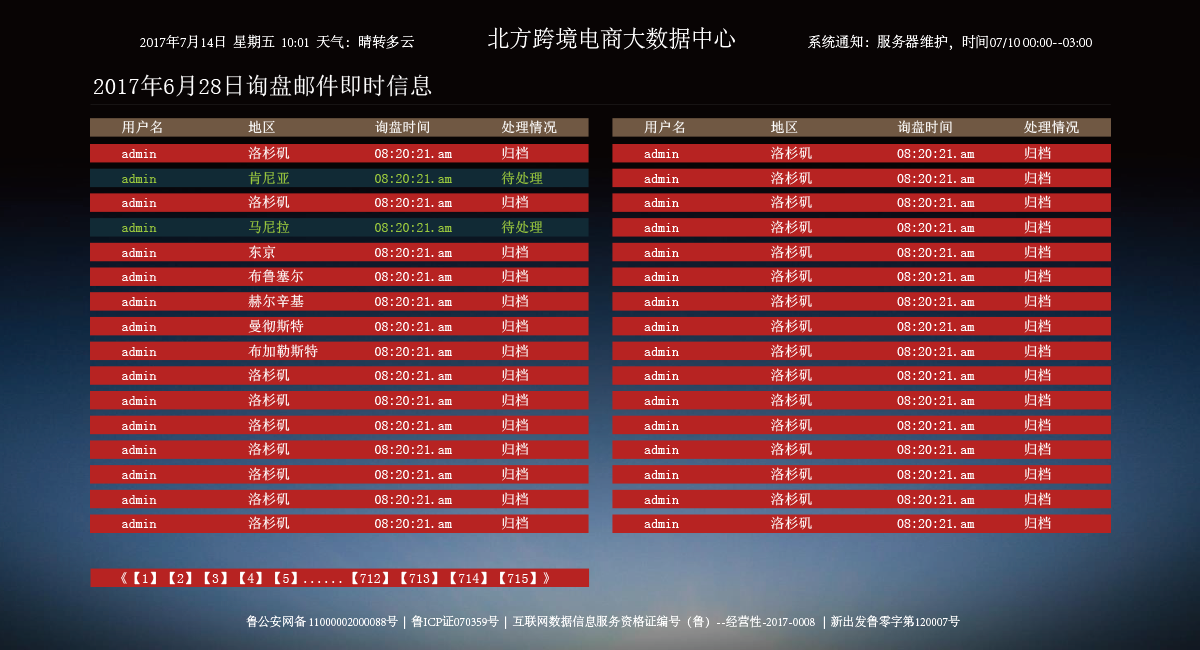 2017年7月14日 星期五 10:01 天气：晴转多云
北方跨境电商大数据中心
系统通知：服务器维护，时间07/10 00:00--03:00
2017年6月28日询盘邮件即时信息
用户名 地区 询盘时间 处理情况 用户名 地区 询盘时间 处理情况
admin 洛杉矶 08:20:21.am 归档 admin 洛杉矶 08:20:21.am 归档
admin 肯尼亚 08:20:21.am 待处理 admin 洛杉矶 08:20:21.am 归档
admin 洛杉矶 08:20:21.am 归档 admin 洛杉矶 08:20:21.am 归档
admin 马尼拉 08:20:21.am 待处理 admin 洛杉矶 08:20:21.am 归档
admin 东京 08:20:21.am 归档 admin 洛杉矶 08:20:21.am 归档
admin 布鲁塞尔 08:20:21.am 归档 admin 洛杉矶 08:20:21.am 归档
admin 赫尔辛基 08:20:21.am 归档 admin 洛杉矶 08:20:21.am 归档
admin 曼彻斯特 08:20:21.am 归档 admin 洛杉矶 08:20:21.am 归档
admin 布加勒斯特 08:20:21.am 归档 admin 洛杉矶 08:20:21.am 归档
admin 洛杉矶 08:20:21.am 归档 admin 洛杉矶 08:20:21.am 归档
admin 洛杉矶 08:20:21.am 归档 admin 洛杉矶 08:20:21.am 归档
admin 洛杉矶 08:20:21.am 归档 admin 洛杉矶 08:20:21.am 归档
admin 洛杉矶 08:20:21.am 归档 admin 洛杉矶 08:20:21.am 归档
admin 洛杉矶 08:20:21.am 归档 admin 洛杉矶 08:20:21.am 归档
admin 洛杉矶 08:20:21.am 归档 admin 洛杉矶 08:20:21.am 归档
admin 洛杉矶 08:20:21.am 归档 admin 洛杉矶 08:20:21.am 归档
《【1】【2】【3】【4】【5】......【712】【713】【714】【715】》
鲁公安网备 11000002000088号 | 鲁ICP证070359号 | 互联网数据信息服务资格证编号（鲁）--经营性-2017-0008 | 新出发鲁零字第120007号